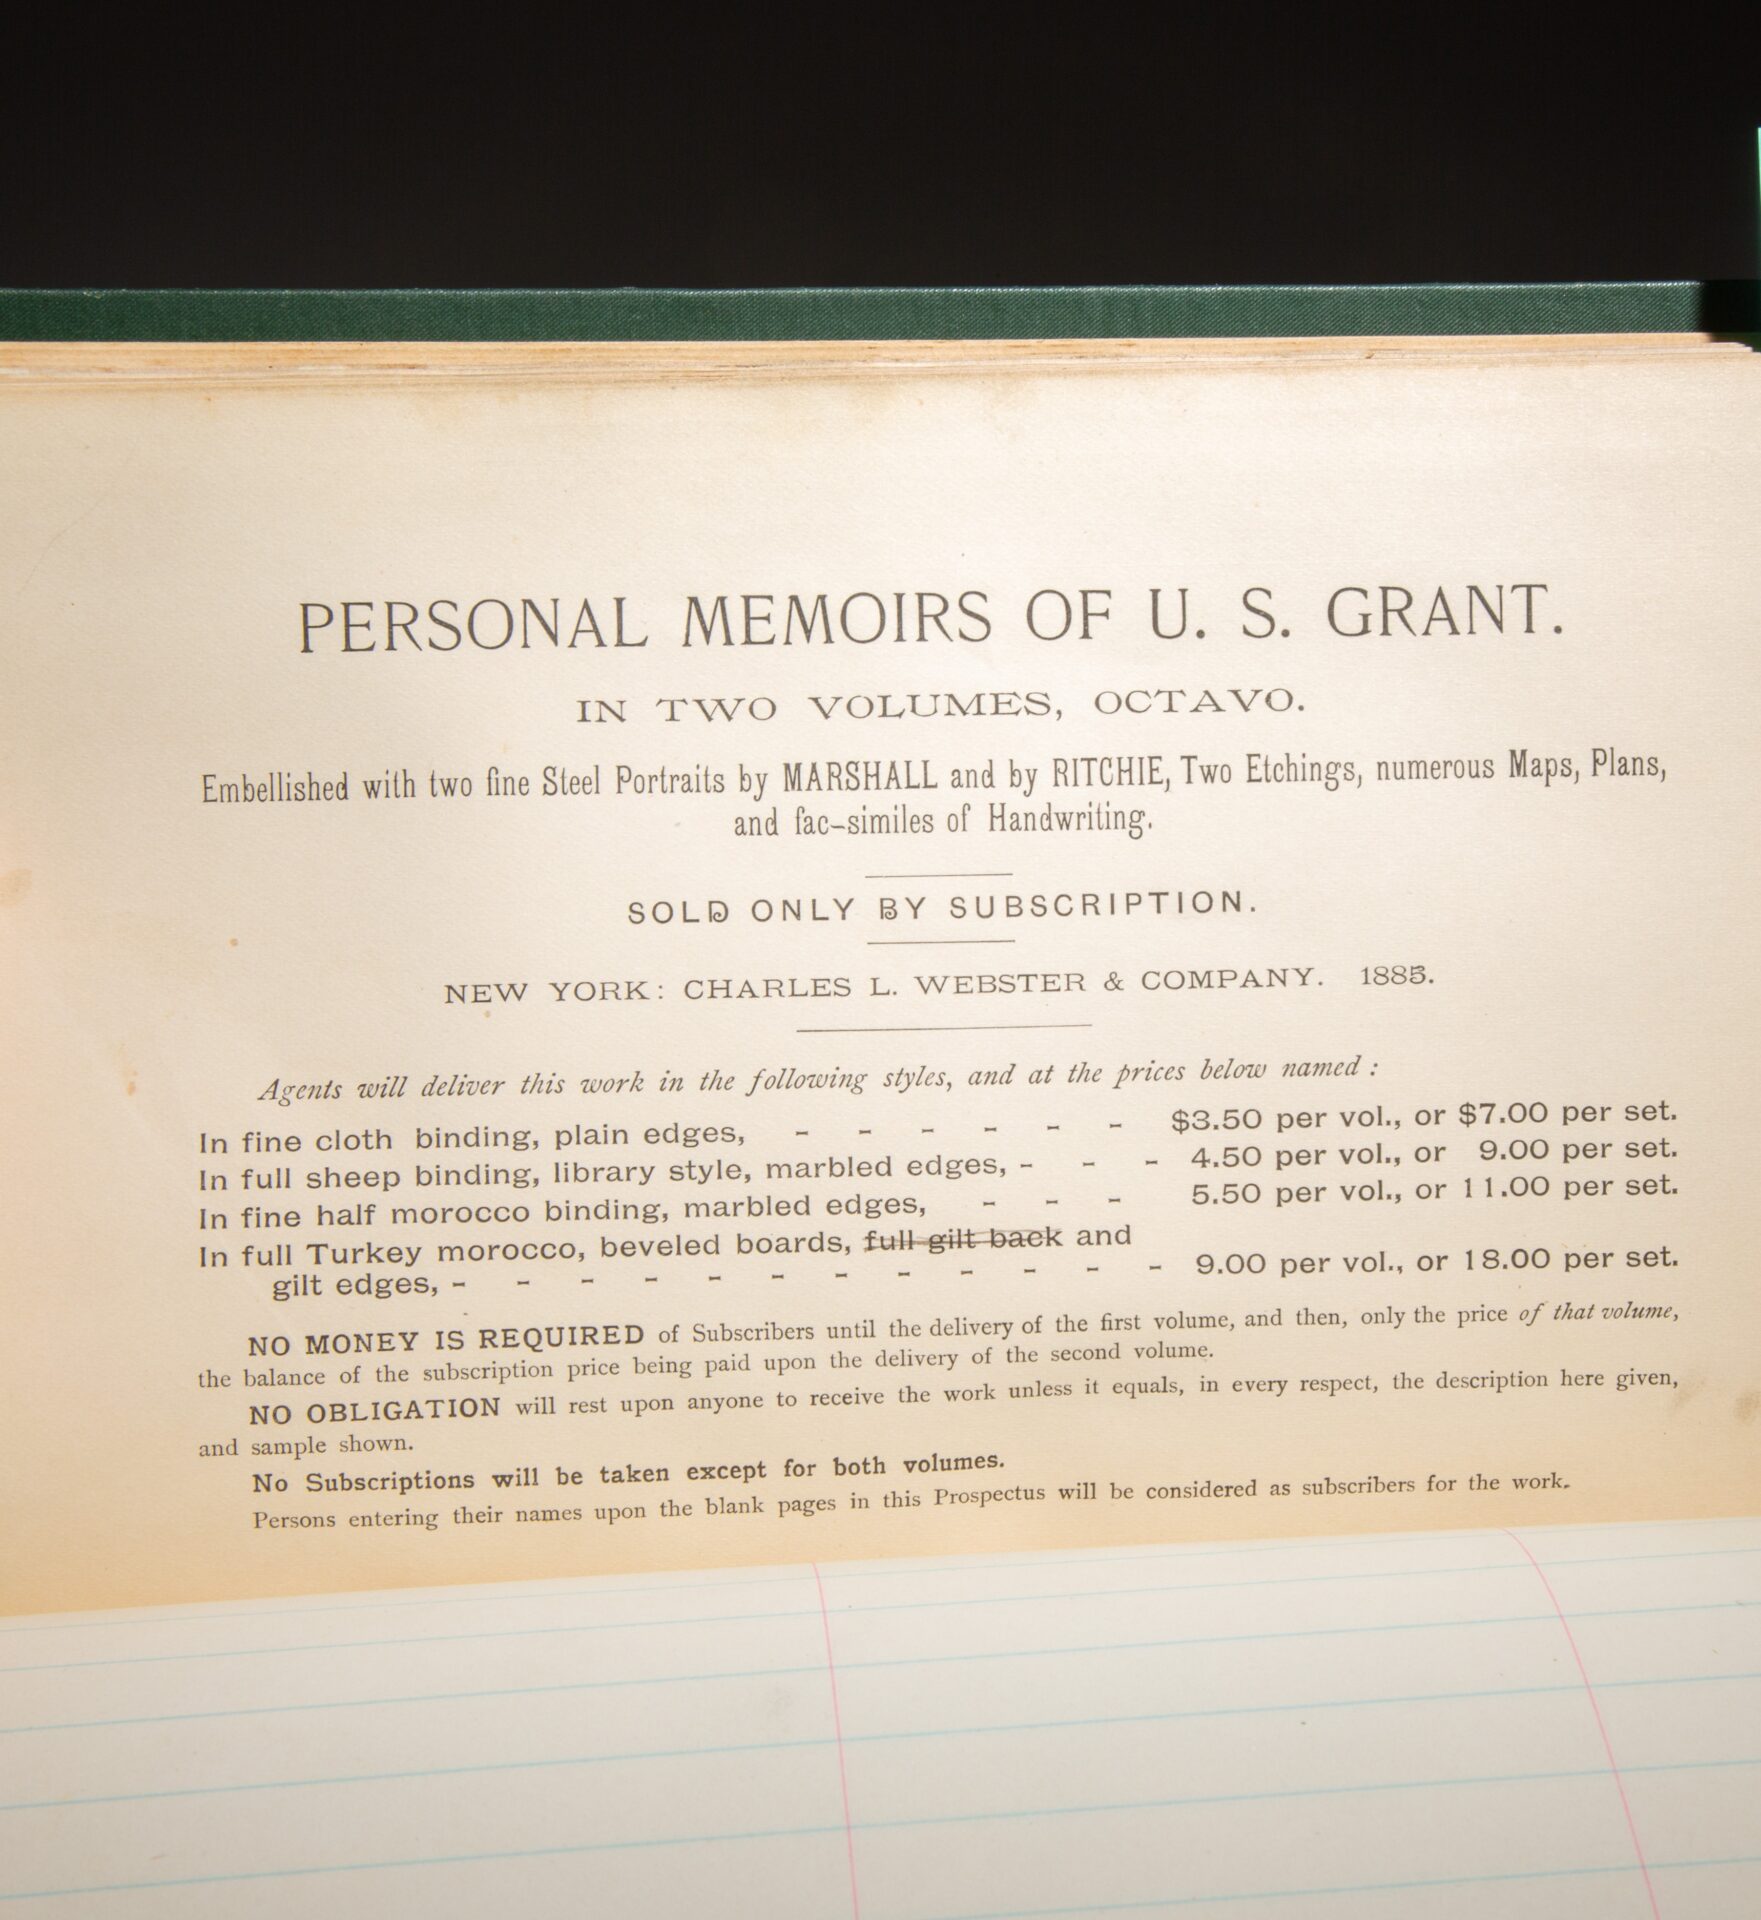 PERSONAL MEMOIRS OF U. S. GRANT.
IN TWO VOLUMES, OCTAVO.
Embellished with two fine Steel Portraits by MARSHALL and by RITCHIE, Two Etchings, numerous Maps, Plans,
and fac-similes of Handwriting.
SOLD ONLY BY SUBSCRIPTION.
NEW YORK: CHARLES L. WEBSTER & COMPANY. 1885.
Agents will deliver this work in the following styles, and at the prices below named :
In fine cloth binding, plain edges, - - - - - - $3.50 per vol., or $7.00 per set.
In full sheep binding, library style, marbled edges, - - - 4.50 per vol., or 9.00 per set.
In fine half morocco binding, marbled edges, - - - 5.50 per vol., or 11.00 per set.
In full Turkey morocco, beveled boards, full gilt back and
gilt edges, - - - - - - - - - - - - 9.00 per vol., or 18.00 per set.
NO MONEY IS REQUIRED of Subscribers until the delivery of the first volume, and then, only the price of that volume,
the balance of the subscription price being paid upon the delivery of the second volume.
NO OBLIGATION will rest upon anyone to receive the work unless it equals, in every respect, the description here given,
and sample shown.
No Subscriptions will be taken except for both volumes.
Persons entering their names upon the blank pages in this Prospectus will be considered as subscribers for the work.